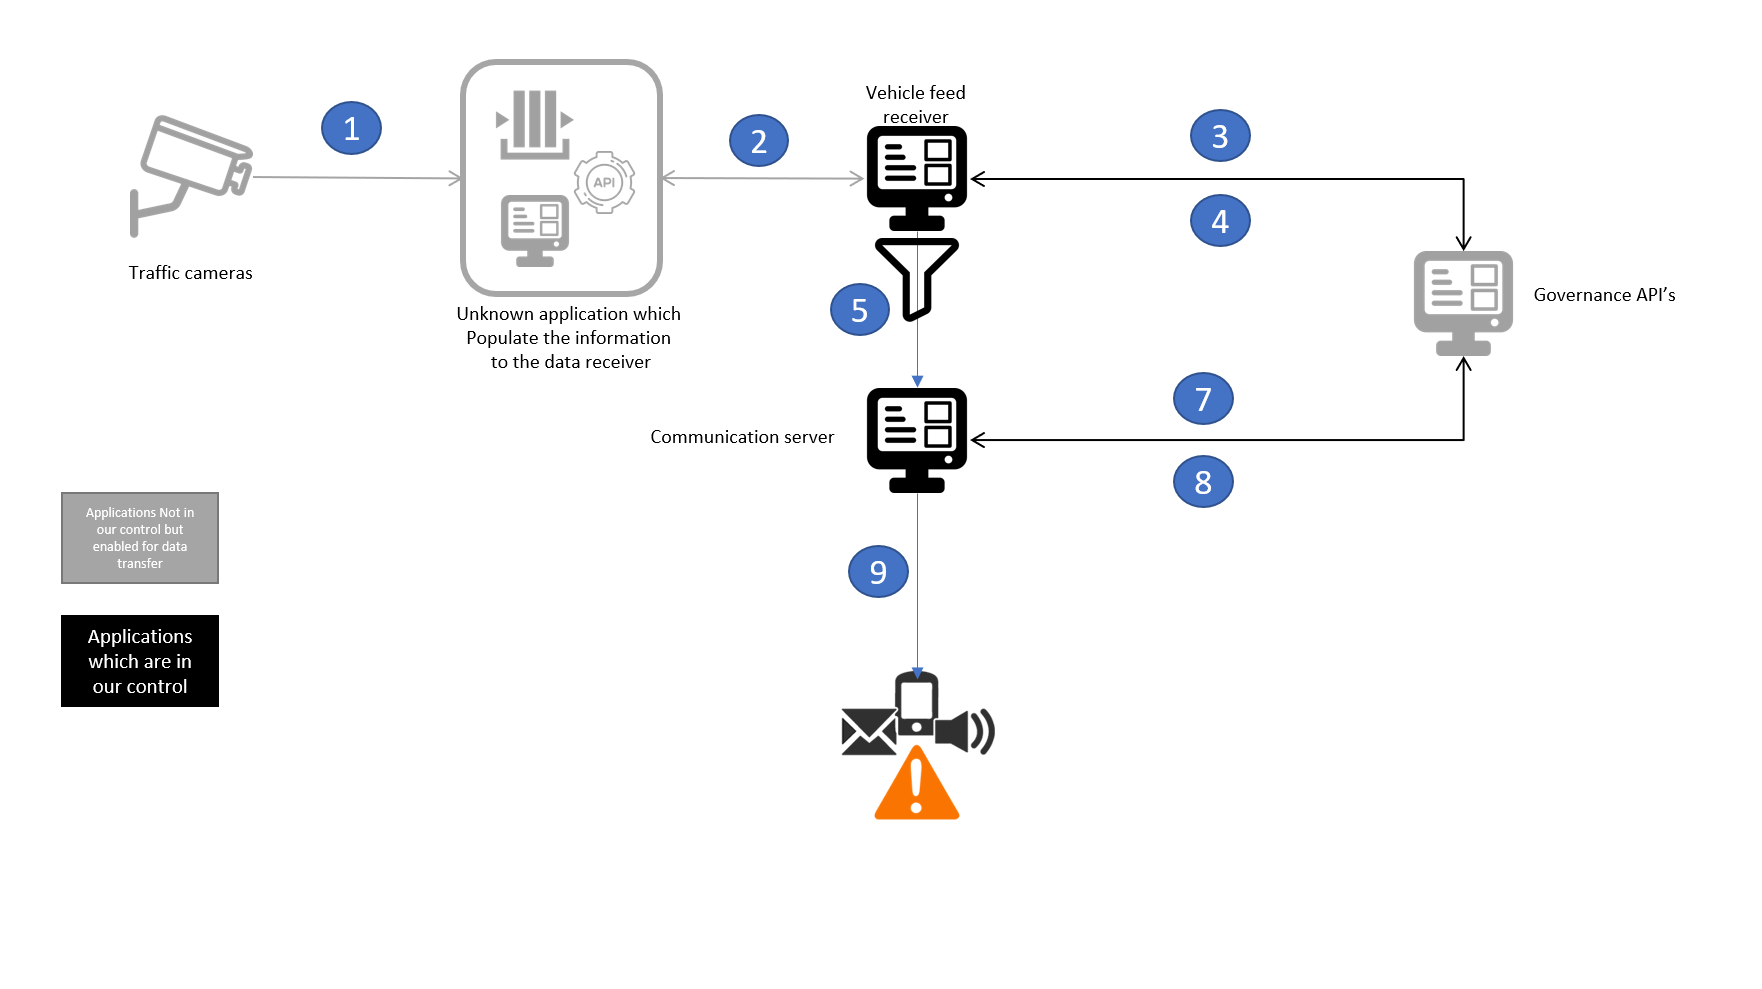 1
2
Vehicle feed
receiver
3
4
API
Traffic cameras
Unknown application which
Populate the information
to the data receiver
5
Governance API's
Communication server
7
8
Applications Not in
our control but
enabled for data
transfer
9
Applications
which are in
our control